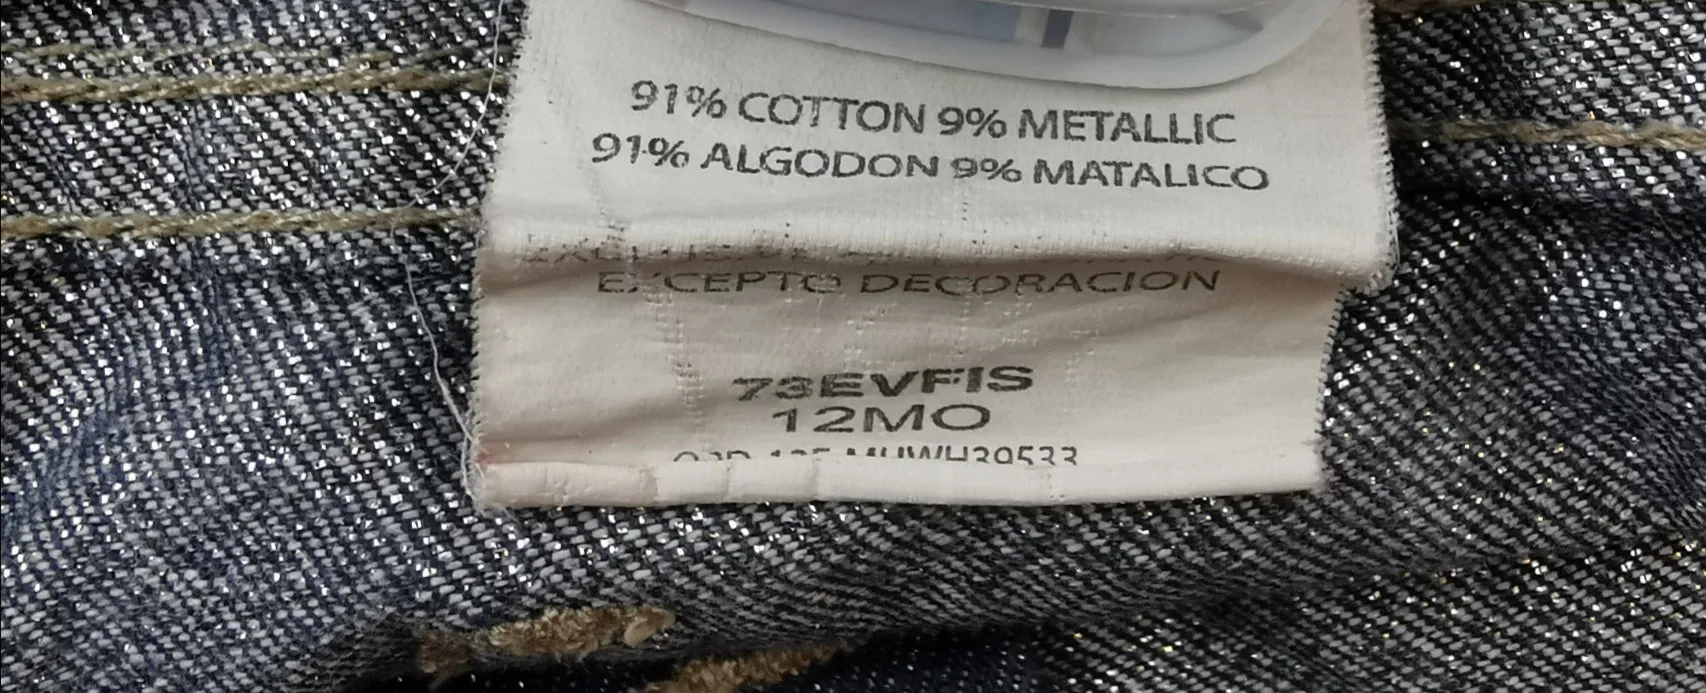 91% COTTON 9% METALLIC
91% ALGODON 9% MATALICO
EXCEPTO DECORACION
73EVFIS
12MO